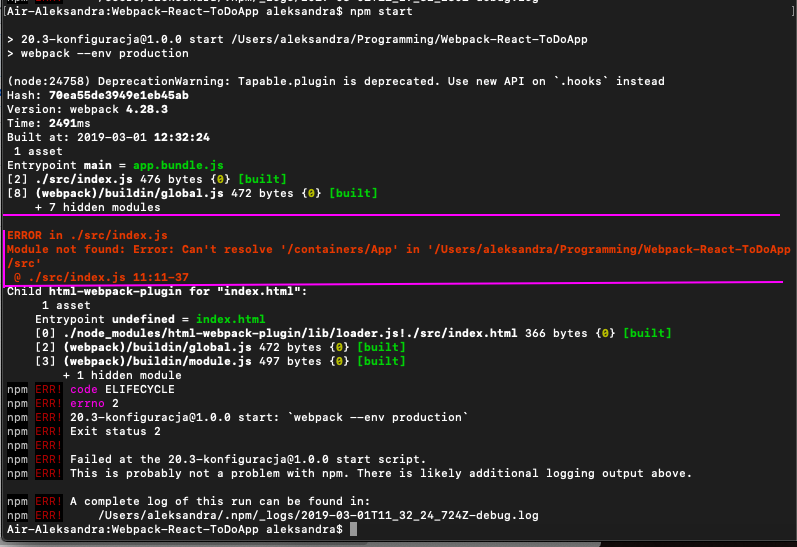 [Air-Aleksandra:Webpack-React-ToDoApp aleksandra$ npm start
> 20.3-konfiguracja@1.0.0 start /Users/aleksandra/Programming/Webpack-React-ToDoApp
> webpack --env production
(node:24758) DeprecationWarning: Tapable.plugin is deprecated. Use new API on `.hooks` instead
Hash: 70ea55de3949e1eb45ab
Version: webpack 4.28.3
Time: 2491ms
Built at: 2019-03-01 12:32:24
 1 asset
Entrypoint main = app.bundle.js
[2] ./src/index.js 476 bytes {0} [built]
[8] (webpack)/buildin/global.js 472 bytes {0} [built]
    + 7 hidden modules
ERROR in ./src/index.js
Module not found: Error: Can't resolve '/containers/App' in '/Users/aleksandra/Programming/Webpack-React-ToDoApp
/src'
 @ ./src/index.js 11:11-37
Child html-webpack-plugin for "index.html":
     1 asset
    Entrypoint undefined = index.html
    [0] ./node_modules/html-webpack-plugin/lib/loader.js!./src/index.html 366 bytes {0} [built]
    [2] (webpack)/buildin/global.js 472 bytes {0} [built]
    [3] (webpack)/buildin/module.js 497 bytes {0} [built]
        + 1 hidden module
npm ERR! code ELIFECYCLE
npm ERR! errno 2
npm ERR! 20.3-konfiguracja@1.0.0 start: `webpack --env production`
npm ERR! Exit status 2
npm ERR!
npm ERR! Failed at the 20.3-konfiguracja@1.0.0 start script.
npm ERR! This is probably not a problem with npm. There is likely additional logging output above.
npm ERR! A complete log of this run can be found in:
npm ERR!     /Users/aleksandra/.npm/_logs/2019-03-01T11_32_24_724Z-debug.log
Air-Aleksandra:Webpack-React-ToDoApp aleksandra$